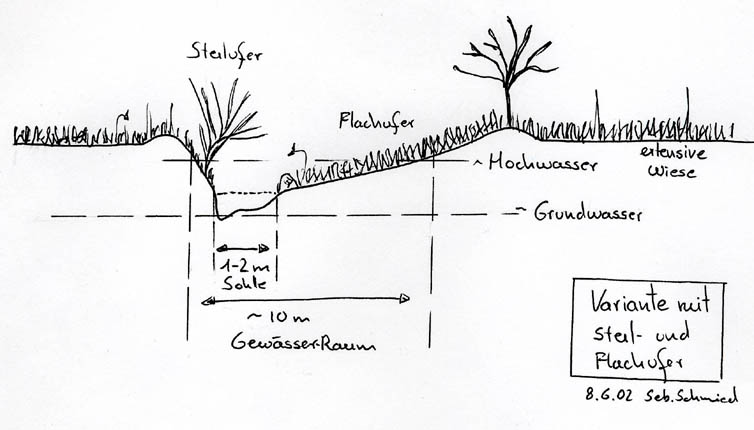 Steilufer
Flachufer
~ Hochwasser
extensive
Wiese
~ Grundwasser
1-2 m
Sohle
~ 10 m
Gewässer-Raum
Variante mit
Steil- und
Flachufer
8.6.02 Seb. Schmied